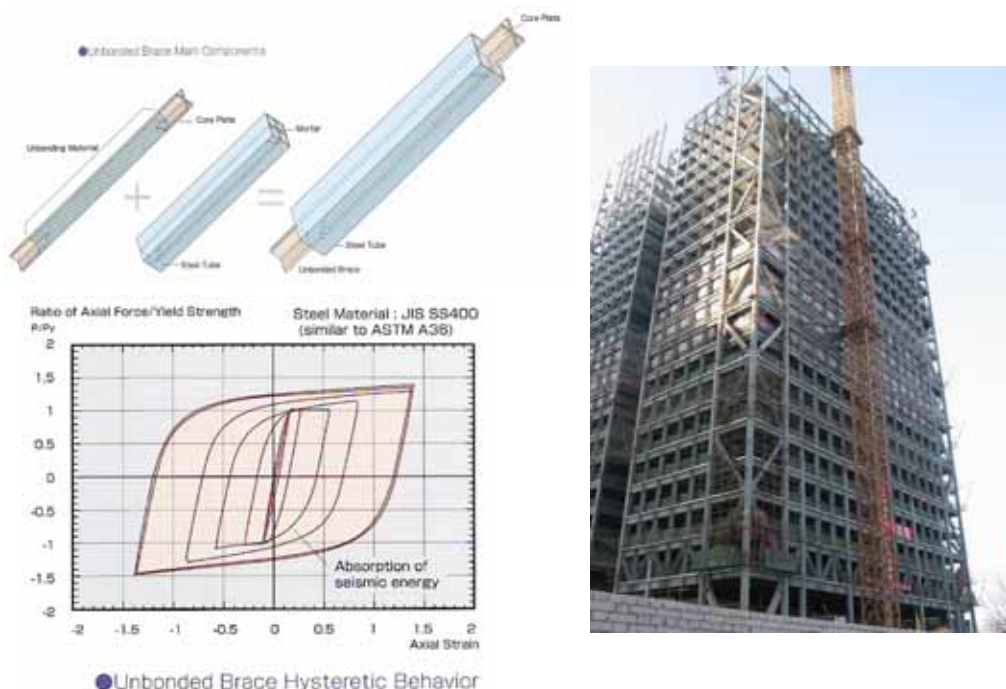 ●Unbonded Brace Main Components
Core Plate
Core Plate
Unbonding Material
Mortar
Steel Tube
Steel Tube
Unbonded Brace
Ratio of Axial Force/Yield Strength
P/Py
Steel Material : JIS SS400
(similar to ASTM A36)
2
1.5
1
0.5
0
-0.5
-1
-1.5
-2
Absorption of
seismic energy
-2 -1.5 -1 -0.5 0 0.5 1 1.5 2
Axial Strain
●Unbonded Brace Hysteretic Behavior